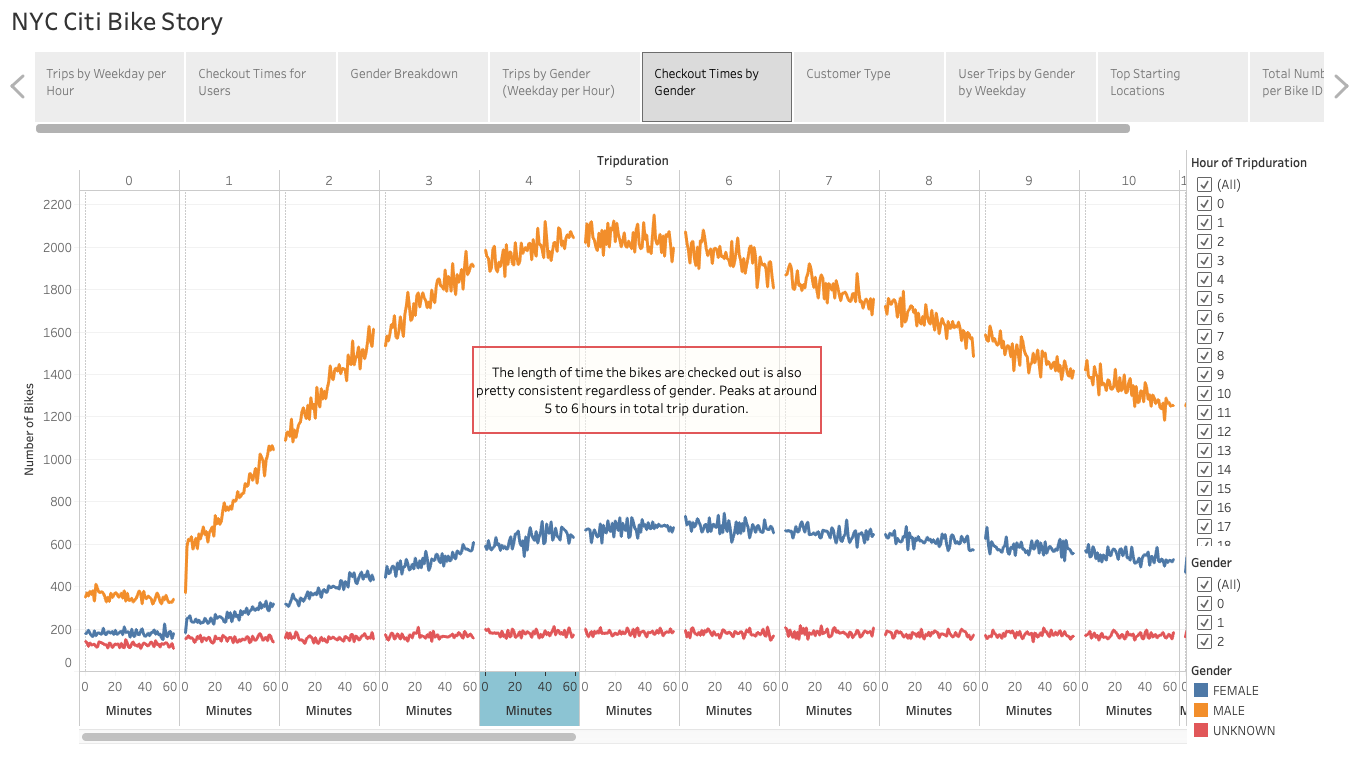 NYC Citi Bike Story
Trips by Weekday per
Hour
Checkout Times for
Users
Gender Breakdown
Trips by Gender
(Weekday per Hour)
Checkout Times by
Gender
Customer Type
User Trips by Gender
by Weekday
Top Starting
Locations
Total Numb
per Bike ID
Tripduration
0 1 2 3 4 5 6 7 8 9 10 1
2200
2000
1800
1600
1400
1200
1000
800
600
400
200
0
Number of Bikes
The length of time the bikes are checked out is also
pretty consistent regardless of gender. Peaks at around
5 to 6 hours in total trip duration.
0 20 40 60 0 20 40 60 0 20 40 60 0 20 40 60 0 20 40 60 0 20 40 60 0 20 40 60 0 20 40 60 0 20 40 60 0 20 40 60 0 20 40 60 0
Minutes Minutes Minutes Minutes Minutes Minutes Minutes Minutes Minutes Minutes Minutes M
Hour of Tripduration
(All)
0
1
2
3
4
5
6
7
8
9
10
11
12
13
14
15
16
17
18
Gender
(All)
0
1
2
Gender
FEMALE
MALE
UNKNOWN